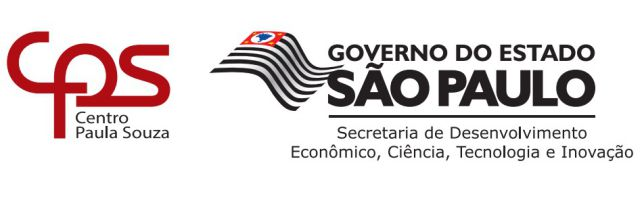 cps
Centro
Paula Souza
GOVERNO DO ESTADO
SÃO PAULO
Secretaria de Desenvolvimento
Econômico, Ciência, Tecnologia e Inovação